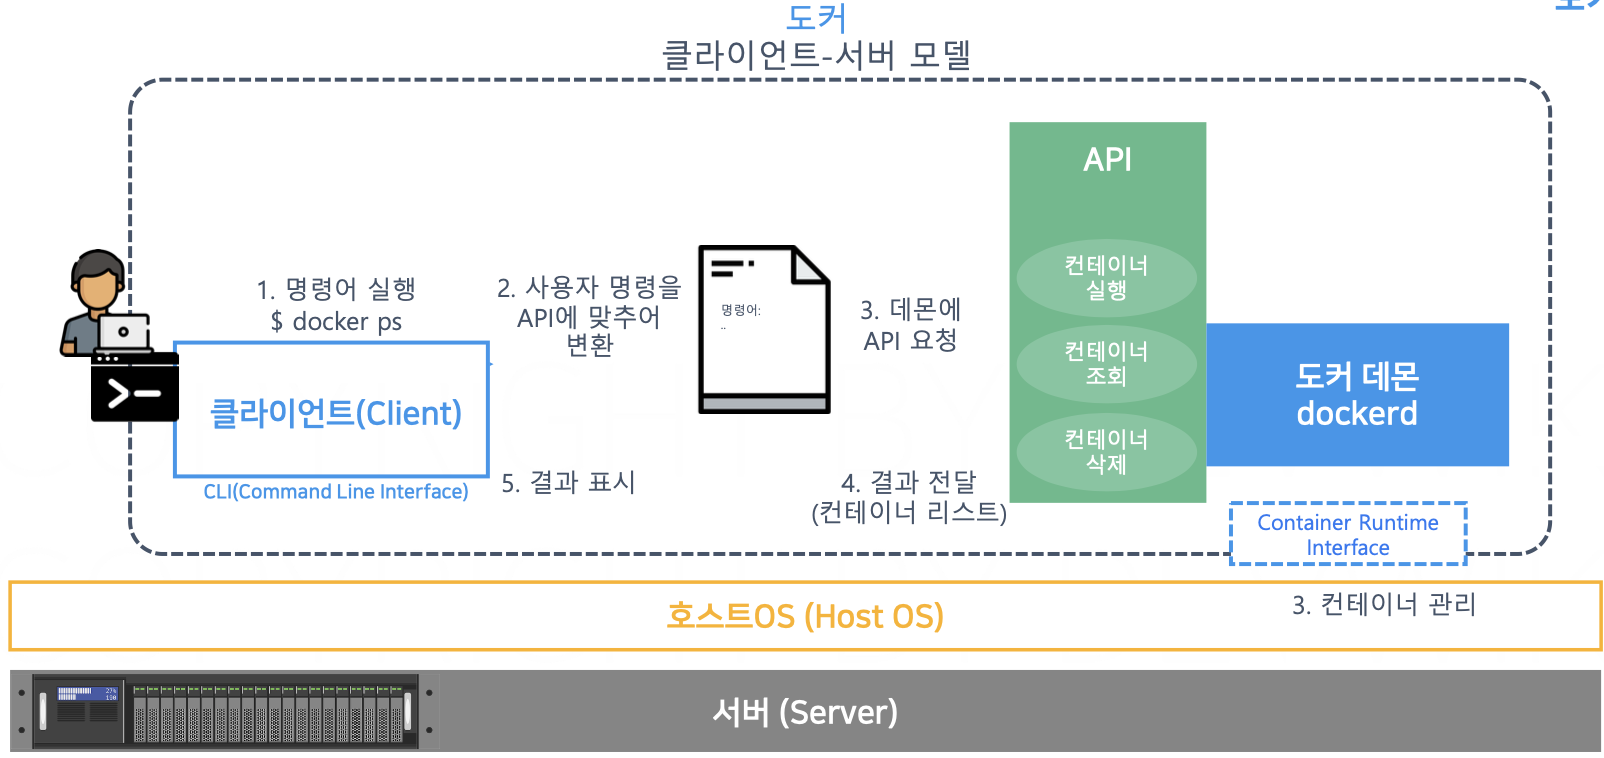 도커
클라이언트-서버 모델
API
컨테이너
실행
컨테이너
조회
컨테이너
삭제
1. 명령어 실행
$ docker ps
2. 사용자 명령을
API에 맞추어
변환
명령어:
..
3. 데몬에
API 요청
도커 데몬
dockerd
클라이언트(Client)
CLI(Command Line Interface)
5. 결과 표시
4. 결과 전달
(컨테이너 리스트)
Container Runtime
Interface
호스트OS (Host OS)
3. 컨테이너 관리
서버 (Server)